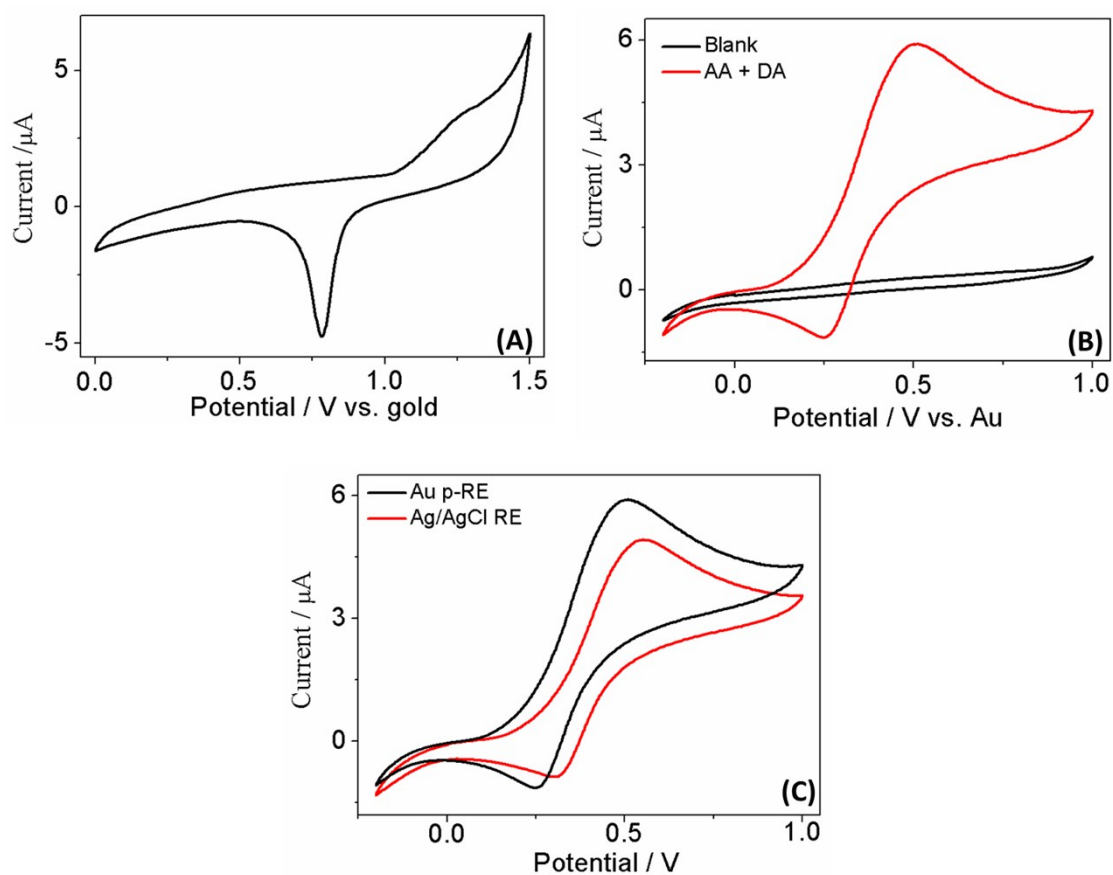 5
0
-5
Current /μA
0.0
0.5
1.0
1.5
Potential / V vs. gold
(A)
Blank
AA + DA
6
3
0
Current / μA
0.0
0.5
1.0
Potential / V vs. Au
(B)
Au p-RE
Ag/AgCl RE
6
3
0
Current / μA
0.0
0.5
1.0
Potential / V
(C)